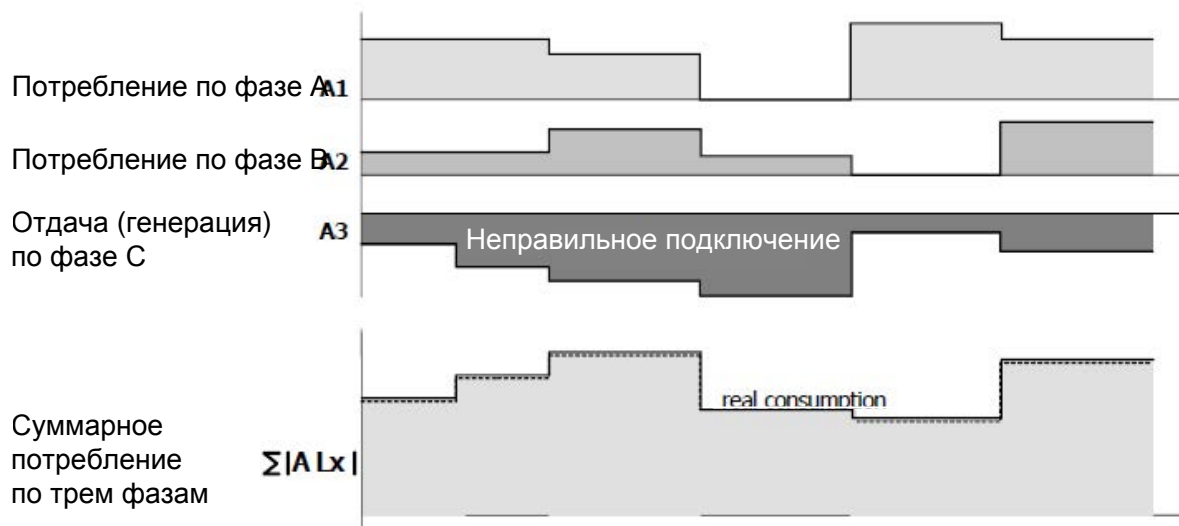 Потребление по фазе А
A1
Потребление по фазе В
A2
Отдача (генерация)
по фазе С
A3
Неправильное подключение
real consumption
Суммарное
потребление
по трем фазам
∑|A Lx|